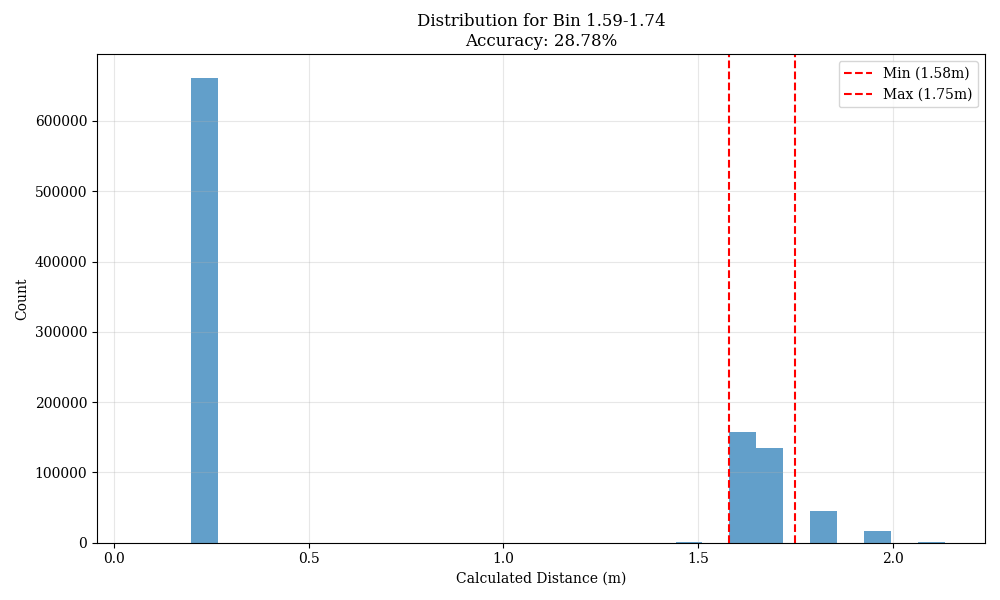 Distribution for Bin 1.59-1.74
Accuracy: 28.78%
Min (1.58m)
Max (1.75m)
Count
600000
500000
400000
300000
200000
100000
0
0.0 0.5 1.0 1.5 2.0
Calculated Distance (m)